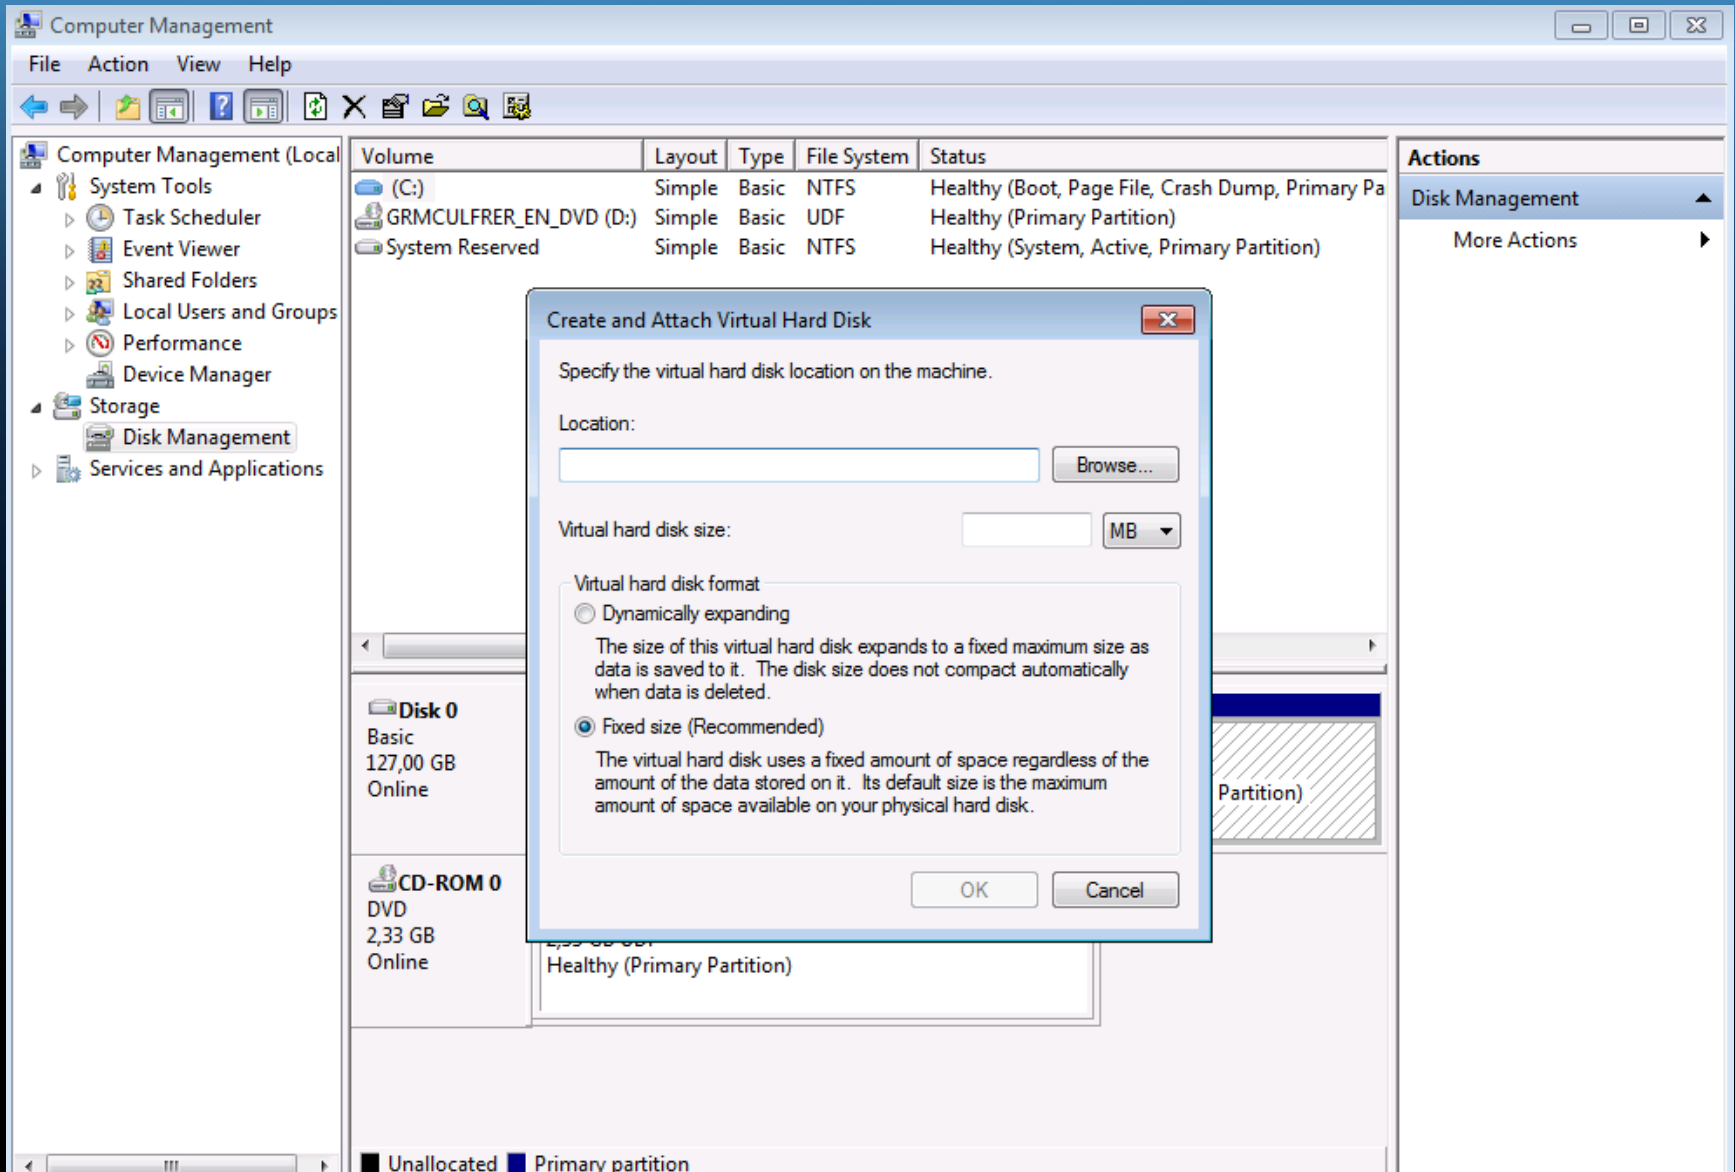 Computer Management
File Action View Help
Computer Management (Local
System Tools
Task Scheduler
Event Viewer
Shared Folders
Local Users and Groups
Performance
Device Manager
Storage
Disk Management
Services and Applications
Volume Layout Type File System Status
(C:) Simple Basic NTFS Healthy (Boot, Page File, Crash Dump, Primary Pa
GRMCULFRER_EN_DVD (D:) Simple Basic UDF Healthy (Primary Partition)
System Reserved Simple Basic NTFS Healthy (System, Active, Primary Partition)
Actions
Disk Management
More Actions
Create and Attach Virtual Hard Disk
Specify the virtual hard disk location on the machine.
Location:
Browse...
Virtual hard disk size: MB
Virtual hard disk format
Dynamically expanding
The size of this virtual hard disk expands to a fixed maximum size as
data is saved to it. The disk size does not compact automatically
when data is deleted.
Fixed size (Recommended)
The virtual hard disk uses a fixed amount of space regardless of the
amount of the data stored on it. Its default size is the maximum
amount of space available on your physical hard disk.
OK Cancel
Disk 0
Basic
127,00 GB
Online
Partition)
CD-ROM 0
DVD
2,33 GB
Online
2,33 GB UDF
Healthy (Primary Partition)
Unallocated Primary partition